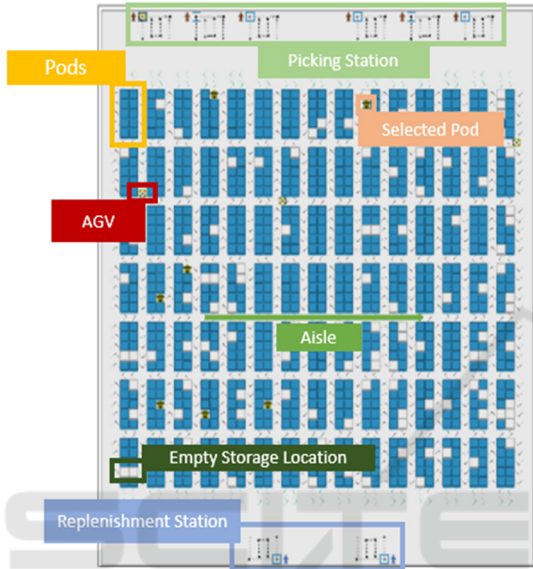 Picking Station
Pods
Selected Pod
AGV
Aisle
Empty Storage Location
Replenishment Station